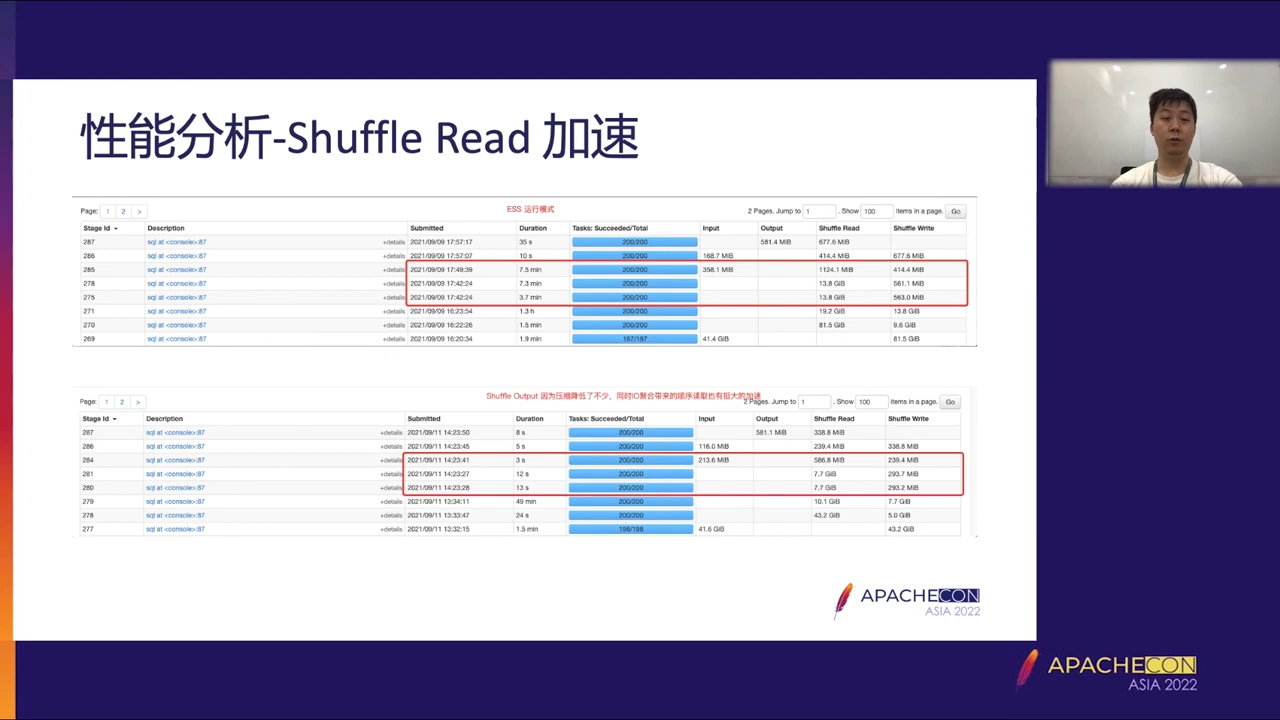 性能分析-Shuffle Read 加速
ESS 运行模式
Page: 1 2 > 2 Pages. Jump to 1 . Show 100 items in a page. Go
Stage Id Description Submitted Duration Tasks: Succeeded/Total Input Output Shuffle Read Shuffle Write
287 sql at <console>:87 +details 2021/09/09 17:57:17 35 s 200/200 581.4 MiB 677.6 MiB
286 sql at <console>:87 +details 2021/09/09 17:57:07 10 s 200/200 168.7 MiB 414.4 MiB 677.6 MiB
285 sql at <console>:87 +details 2021/09/09 17:49:39 7.5 min 200/200 358.1 MiB 1124.1 MiB 414.4 MiB
278 sql at <console>:87 +details 2021/09/09 17:42:24 7.3 min 200/200 13.8 GiB 561.1 MiB
275 sql at <console>:87 +details 2021/09/09 17:42:24 3.7 min 200/200 13.8 GiB 563.0 MiB
271 sql at <console>:87 +details 2021/09/09 16:23:54 1.3 h 200/200 19.2 GiB 13.8 GiB
270 sql at <console>:87 +details 2021/09/09 16:22:26 1.5 min 200/200 81.5 GiB 9.6 GiB
269 sql at <console>:87 +details 2021/09/09 16:20:34 1.9 min 197/197 41.4 GiB 81.5 GiB
Shuffle Output 因为压缩降低了不少，同时IO聚合带来的顺序读取也有挺大的加速
Page: 1 2 > 2 Pages. Jump to 1 . Show 100 items in a page. Go
Stage Id Description Submitted Duration Tasks: Succeeded/Total Input Output Shuffle Read Shuffle Write
287 sql at <console>:87 +details 2021/09/11 14:23:50 8 s 200/200 581.1 MiB 338.8 MiB
286 sql at <console>:87 +details 2021/09/11 14:23:45 5 s 200/200 116.0 MiB 239.4 MiB 338.8 MiB
284 sql at <console>:87 +details 2021/09/11 14:23:41 3 s 200/200 213.6 MiB 586.8 MiB 239.4 MiB
281 sql at <console>:87 +details 2021/09/11 14:23:27 12 s 200/200 7.7 GiB 293.7 MiB
280 sql at <console>:87 +details 2021/09/11 14:23:28 13 s 200/200 7.7 GiB 293.2 MiB
279 sql at <console>:87 +details 2021/09/11 13:34:11 49 min 200/200 10.1 GiB 7.7 GiB
278 sql at <console>:87 +details 2021/09/11 13:33:47 24 s 200/200 43.2 GiB 5.0 GiB
277 sql at <console>:87 +details 2021/09/11 13:32:15 1.5 min 198/198 41.6 GiB 43.2 GiB
APACHECON
ASIA 2022
APACHECON
ASIA 2022